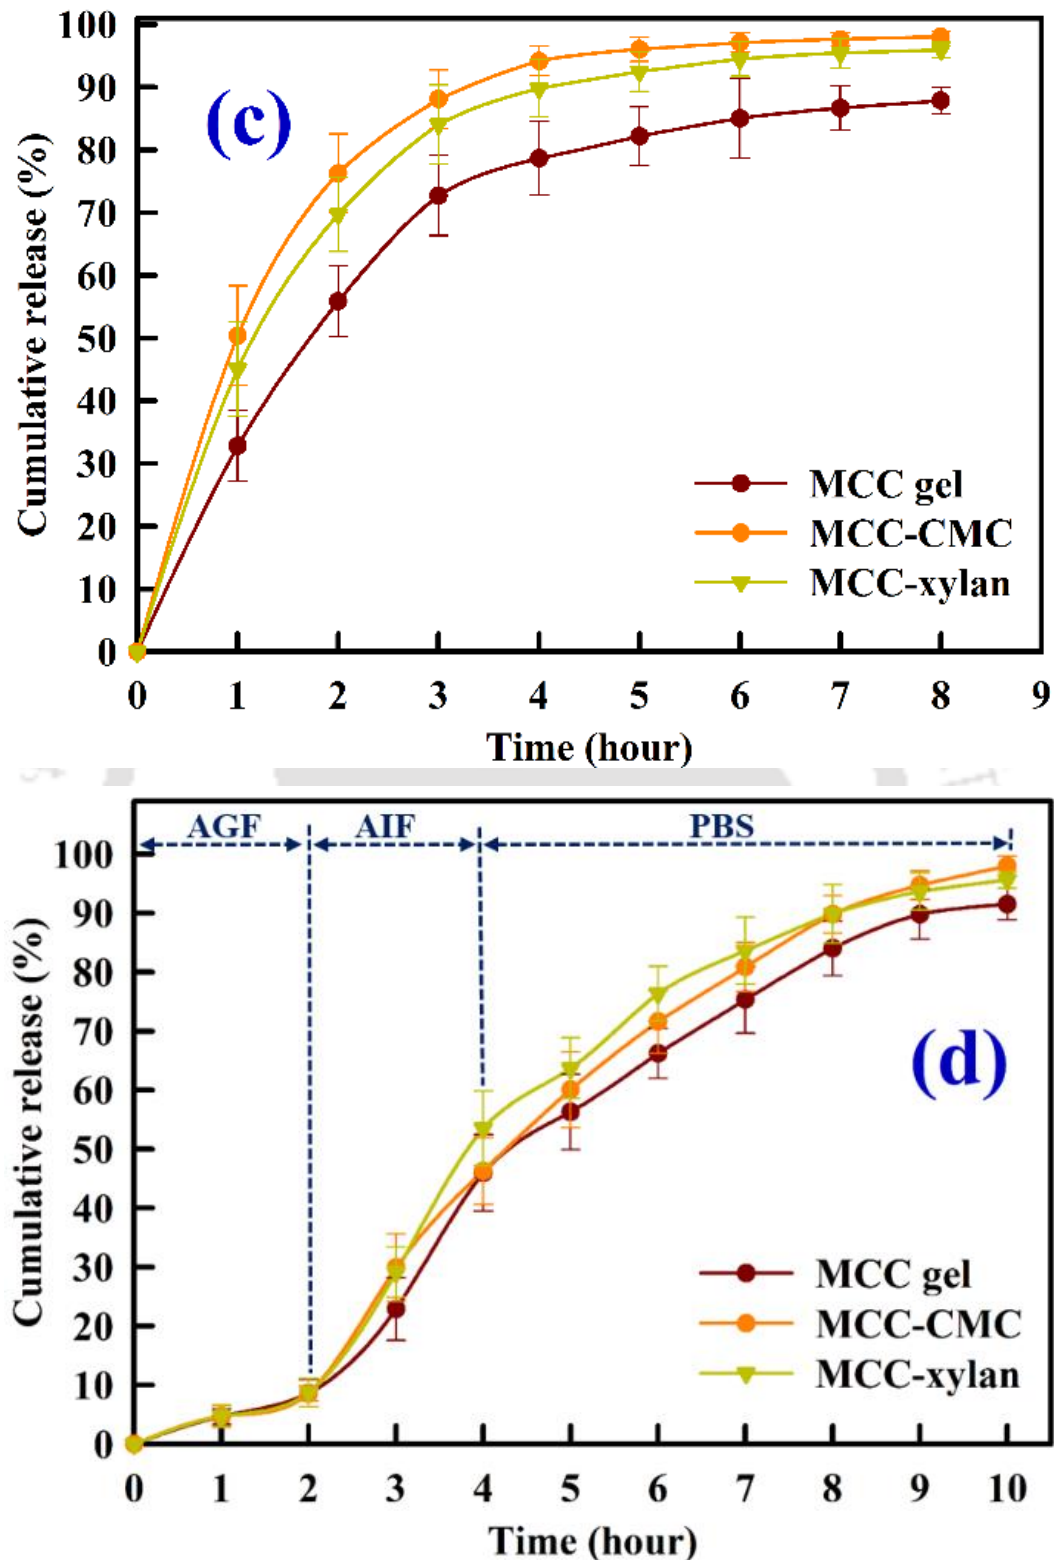 100
90
80
70
60
50
40
30
20
10
0
Cumulative release (%)
(c)
MCC gel
MCC-CMC
MCC-xylan
0 1 2 3 4 5 6 7 8 9
Time (hour)
AGF AIF PBS
100
90
80
70
60
50
40
30
20
10
0
Cumulative release (%)
(d)
MCC gel
MCC-CMC
MCC-xylan
0 1 2 3 4 5 6 7 8 9 10
Time (hour)